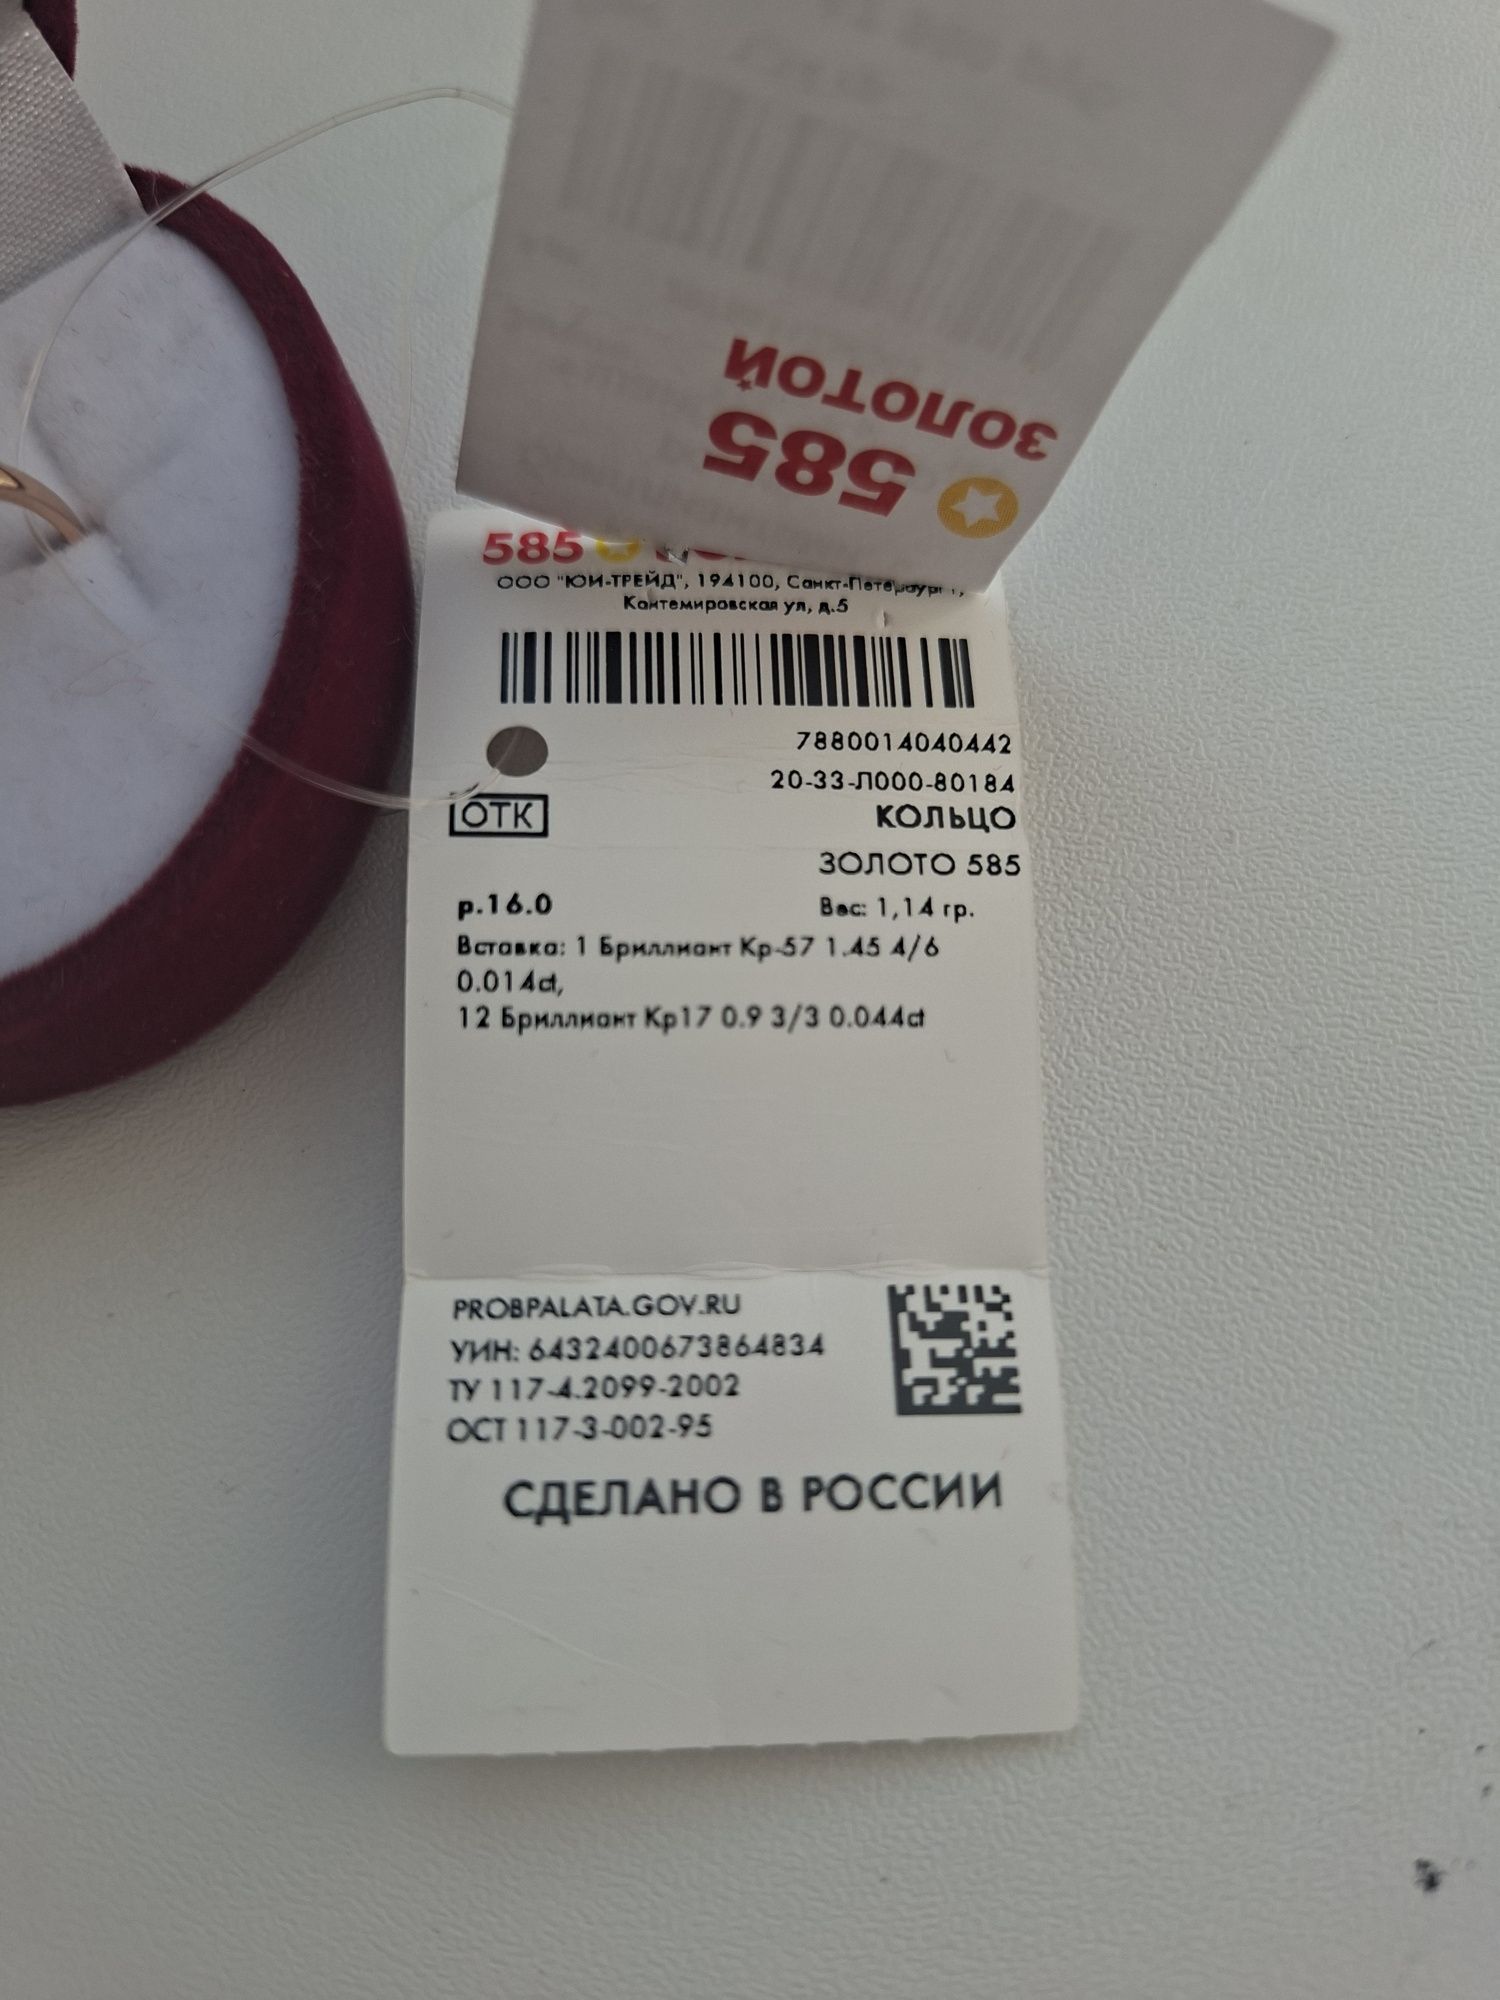 585
ЗОЛОТОЙ
585
ООО "ЮИ-ТРЕЙД", 194100, Санкт-Петербург г,
Кантемировская ул, д.5
7880014040442
20-33-Л000-80184
ОТК
КОЛЬЦО
ЗОЛОТО 585
р.16.0 Вес: 1,14 гр.
Вставка: 1 Бриллиант Кр-57 1.45 4/6
0.014ct,
12 Бриллиант Кр17 0.9 3/3 0.044ct
PROBPALATA.GOV.RU
УИН: 6432400673864834
ТУ 117-4.2099-2002
ОСТ 117-3-002-95
СДЕЛАНО В РОССИИ